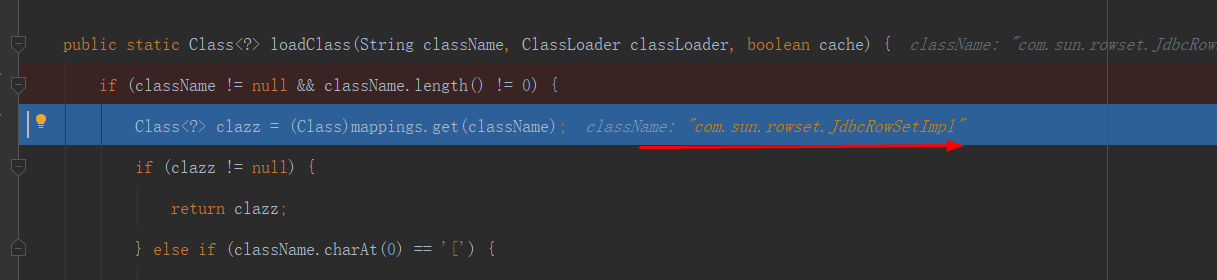 public static Class<?> loadClass(String className, ClassLoader classLoader, boolean cache) { className: "com.sun.rowset.JdbcRow
if (className != null && className.length() != 0) {
Class<?> clazz = (Class)mappings.get(className); className: "com.sun.rowset.JdbcRowSetImpl"
if (clazz != null) {
return clazz;
} else if (className.charAt(0) == '[') {